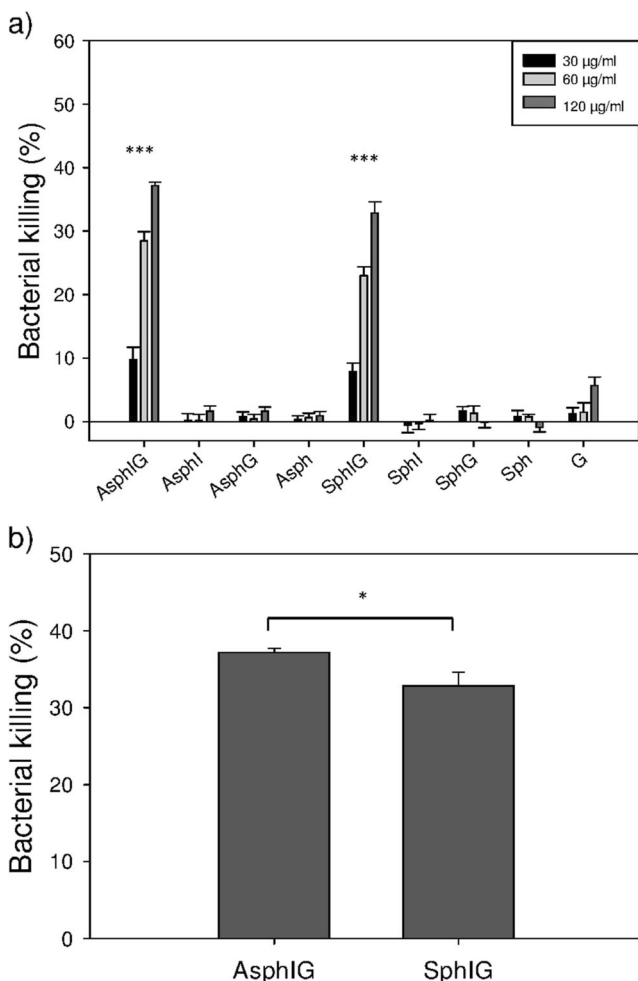 a)
60
50
40
30
20
10
0
Bacterial killing (%)
30 µg/ml
60 µg/ml
120 µg/ml
***
***
AsphIG
AsphI
AsphG
Asph
SphIG
SphI
SphG
Sph
G
b)
50
40
30
20
10
0
Bacterial killing (%)
*
AsphIG
SphIG